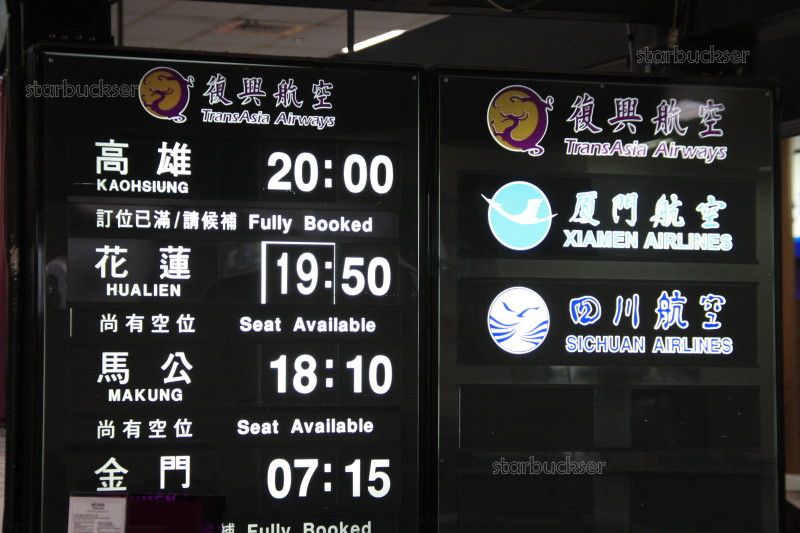 starbuckser
復興航空
TransAsia Airways
高雄 20:00
KAOHSIUNG
訂位已滿/請候補 Fully Booked
花蓮 19:50
HUALIEN
尚有空位 Seat Available
馬公 18:10
MAKUNG
尚有空位 Seat Available
金門 07:15
補 Fully Booked
starbuckser
復興航空
TransAsia Airways
厦门航空
XIAMEN AIRLINES
四川航空
SICHUAN AIRLINES
starbuckser